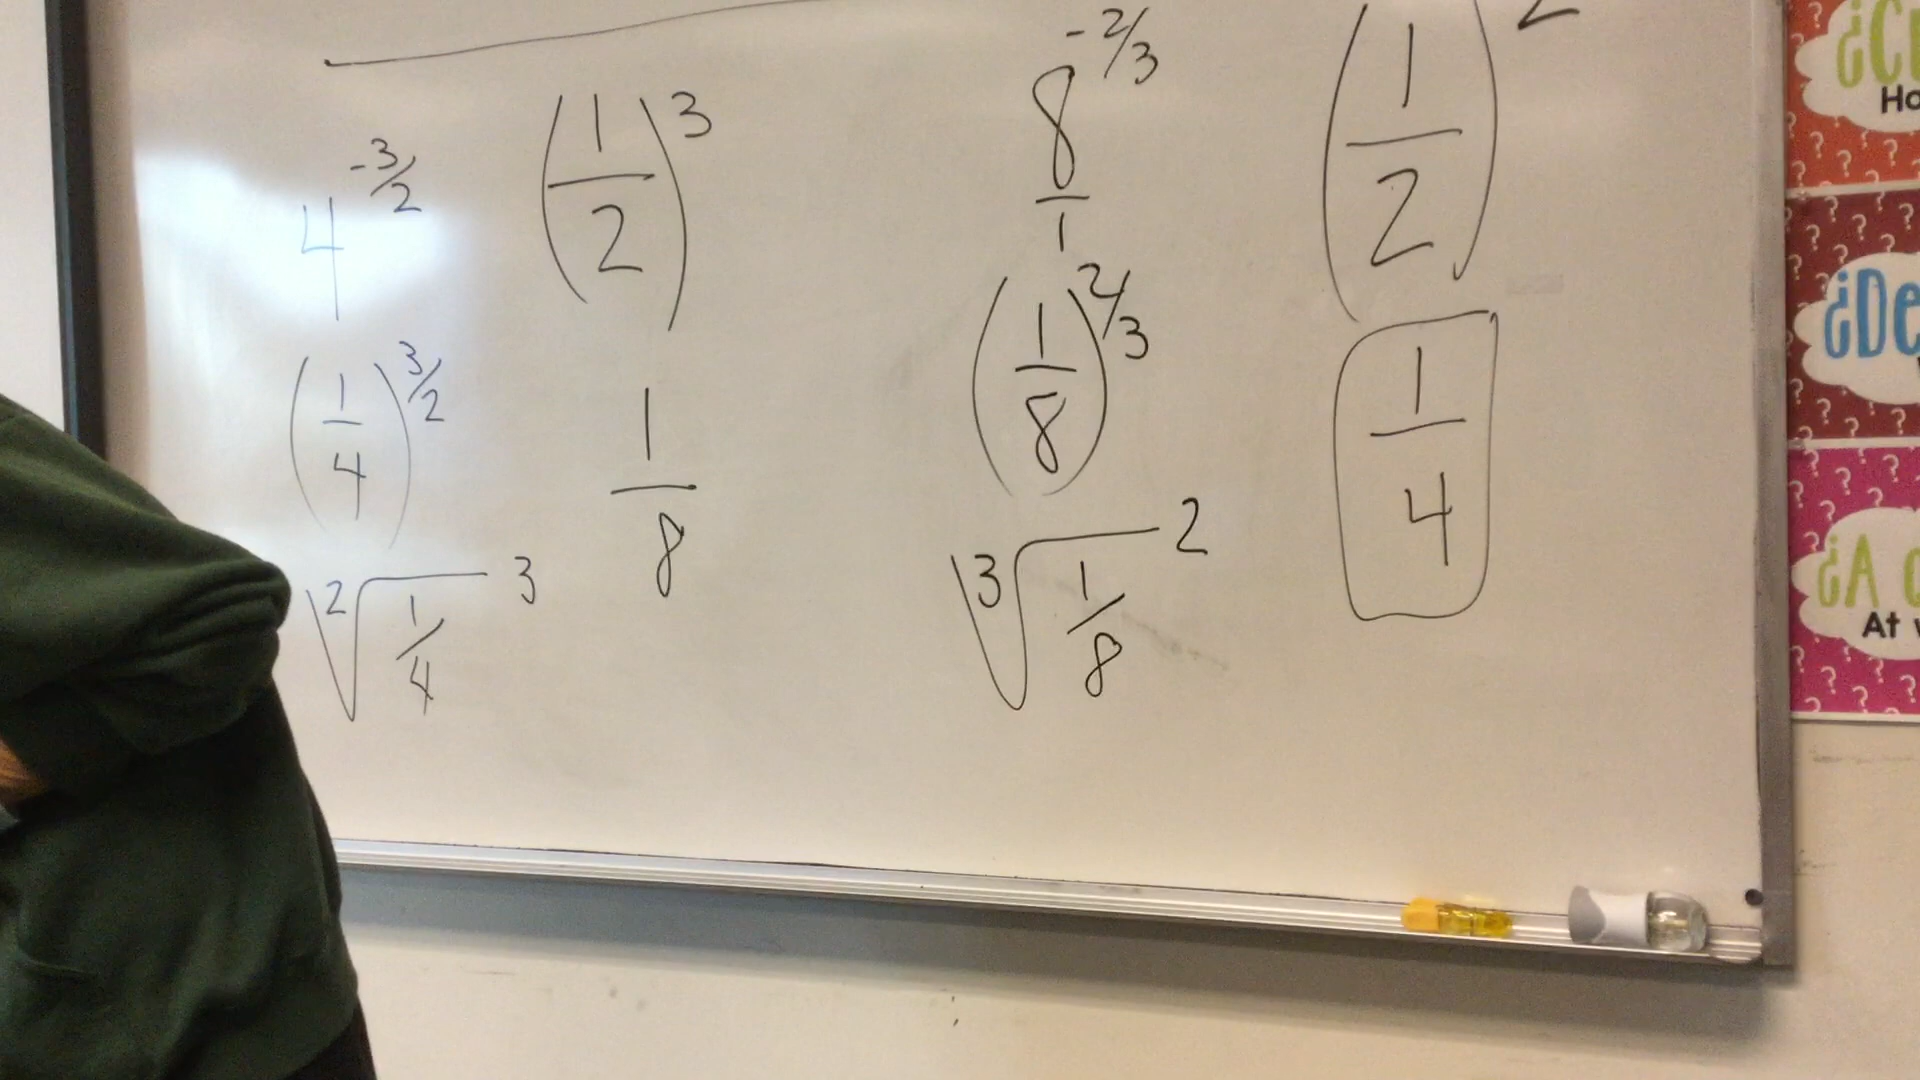 4^{-3/2}
(1/4)^{3/2}
²√(1/4) ³
(1/2)^3
1/8
8^{-2/3}/1
(1/8)^{2/3}
³√(1/8) ²
(1/2)^2
1/4
¿C
Ho
¿De
¿A
At